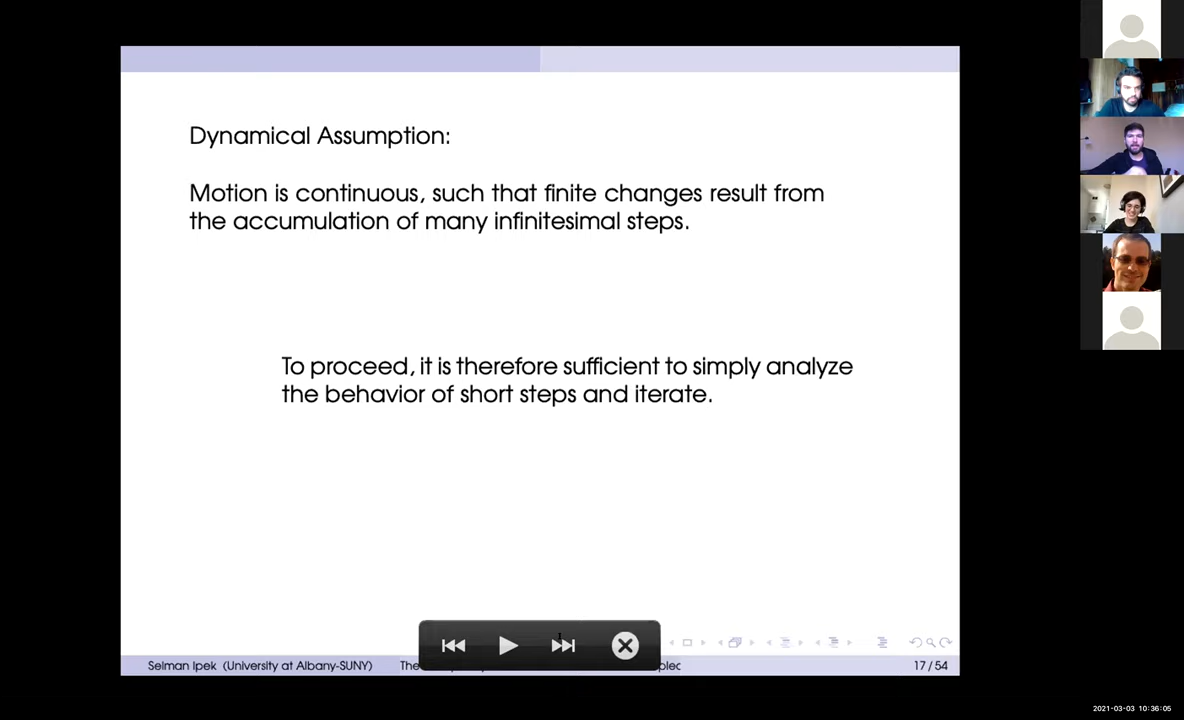 Dynamical Assumption:
Motion is continuous, such that finite changes result from
the accumulation of many infinitesimal steps.
To proceed, it is therefore sufficient to simply analyze
the behavior of short steps and iterate.
Selman Ipek (University at Albany-SUNY)
The
17 / 54
2021-03-03 10:36:05